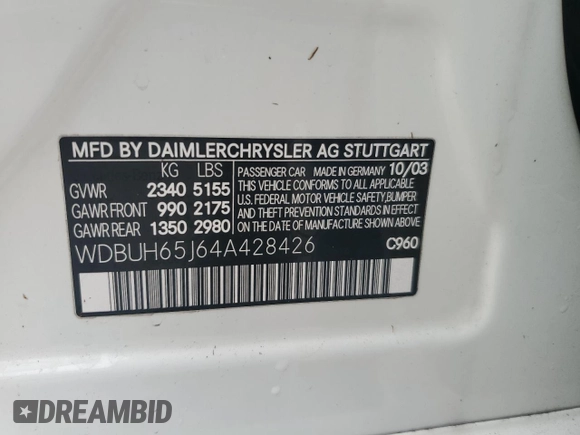 MFD BY DAIMLERCHRYSLER AG STUTTGART
KG LBS
GVWR 2340 5155
GAWR FRONT 990 2175
GAWR REAR 1350 2980
PASSENGER CAR MADE IN GERMANY 10/03
THIS VEHICLE CONFORMS TO ALL APPLICABLE
U.S. FEDERAL MOTOR VEHICLE SAFETY,BUMPER
AND THEFT PREVENTION STANDARDS IN EFFECT
ON THE DATE OF MANUFACTURE SHOWN ABOVE.
WDBUH65J64A428426 C960
DREAMBID